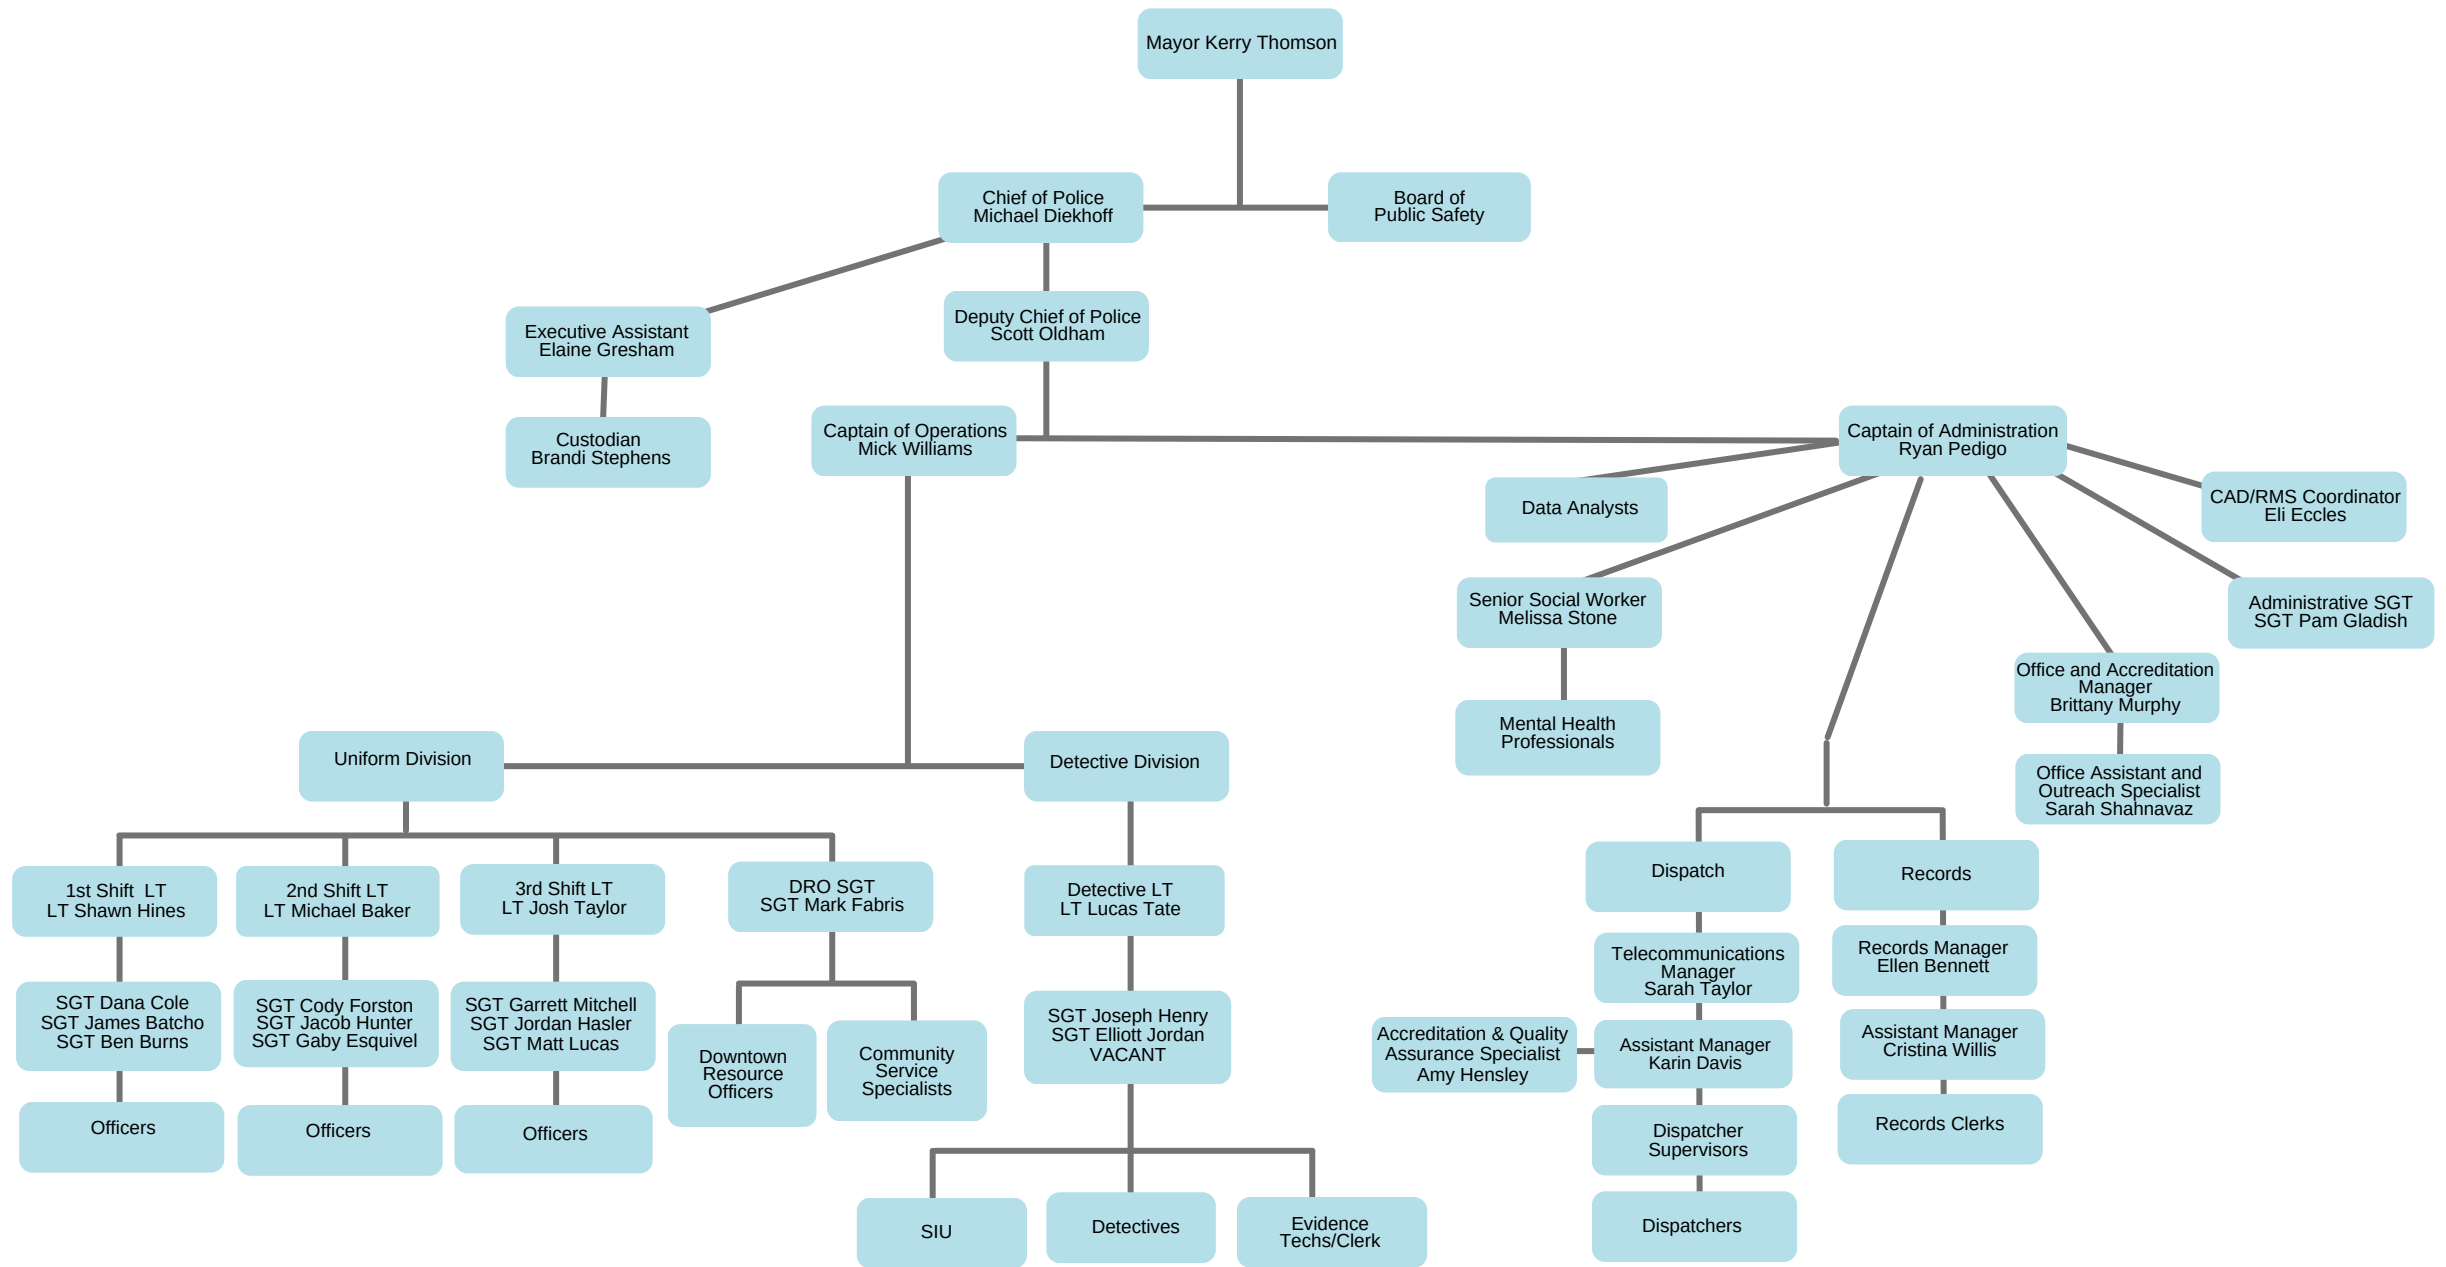 Mayor Kerry Thomson
Chief of Police
Michael Diekhoff
Board of
Public Safety
Executive Assistant
Elaine Gresham
Deputy Chief of Police
Scott Oldham
Custodian
Brandi Stephens
Captain of Operations
Mick Williams
Captain of Administration
Ryan Pedigo
Data Analysts
CAD/RMS Coordinator
Eli Eccles
Senior Social Worker
Melissa Stone
Administrative SGT
SGT Pam Gladish
Office and Accreditation
Manager
Brittany Murphy
Mental Health
Professionals
Office Assistant and
Outreach Specialist
Sarah Shahnavaz
Uniform Division
Detective Division
1st Shift  LT
LT Shawn Hines
2nd Shift LT
LT Michael Baker
3rd Shift LT
LT Josh Taylor
DRO SGT
SGT Mark Fabris
Detective LT
LT Lucas Tate
Dispatch
Records
Telecommunications
Manager
Sarah Taylor
Records Manager
Ellen Bennett
SGT Dana Cole
SGT James Batcho
SGT Ben Burns
SGT Cody Forston
SGT Jacob Hunter
SGT Gaby Esquivel
SGT Garrett Mitchell
SGT Jordan Hasler
SGT Matt Lucas
Downtown
Resource
Officers
Community
Service
Specialists
SGT Joseph Henry
SGT Elliott Jordan
VACANT
Accreditation & Quality
Assurance Specialist
Amy Hensley
Assistant Manager
Karin Davis
Assistant Manager
Cristina Willis
Officers
Officers
Officers
Dispatcher
Supervisors
Records Clerks
SIU
Detectives
Evidence
Techs/Clerk
Dispatchers